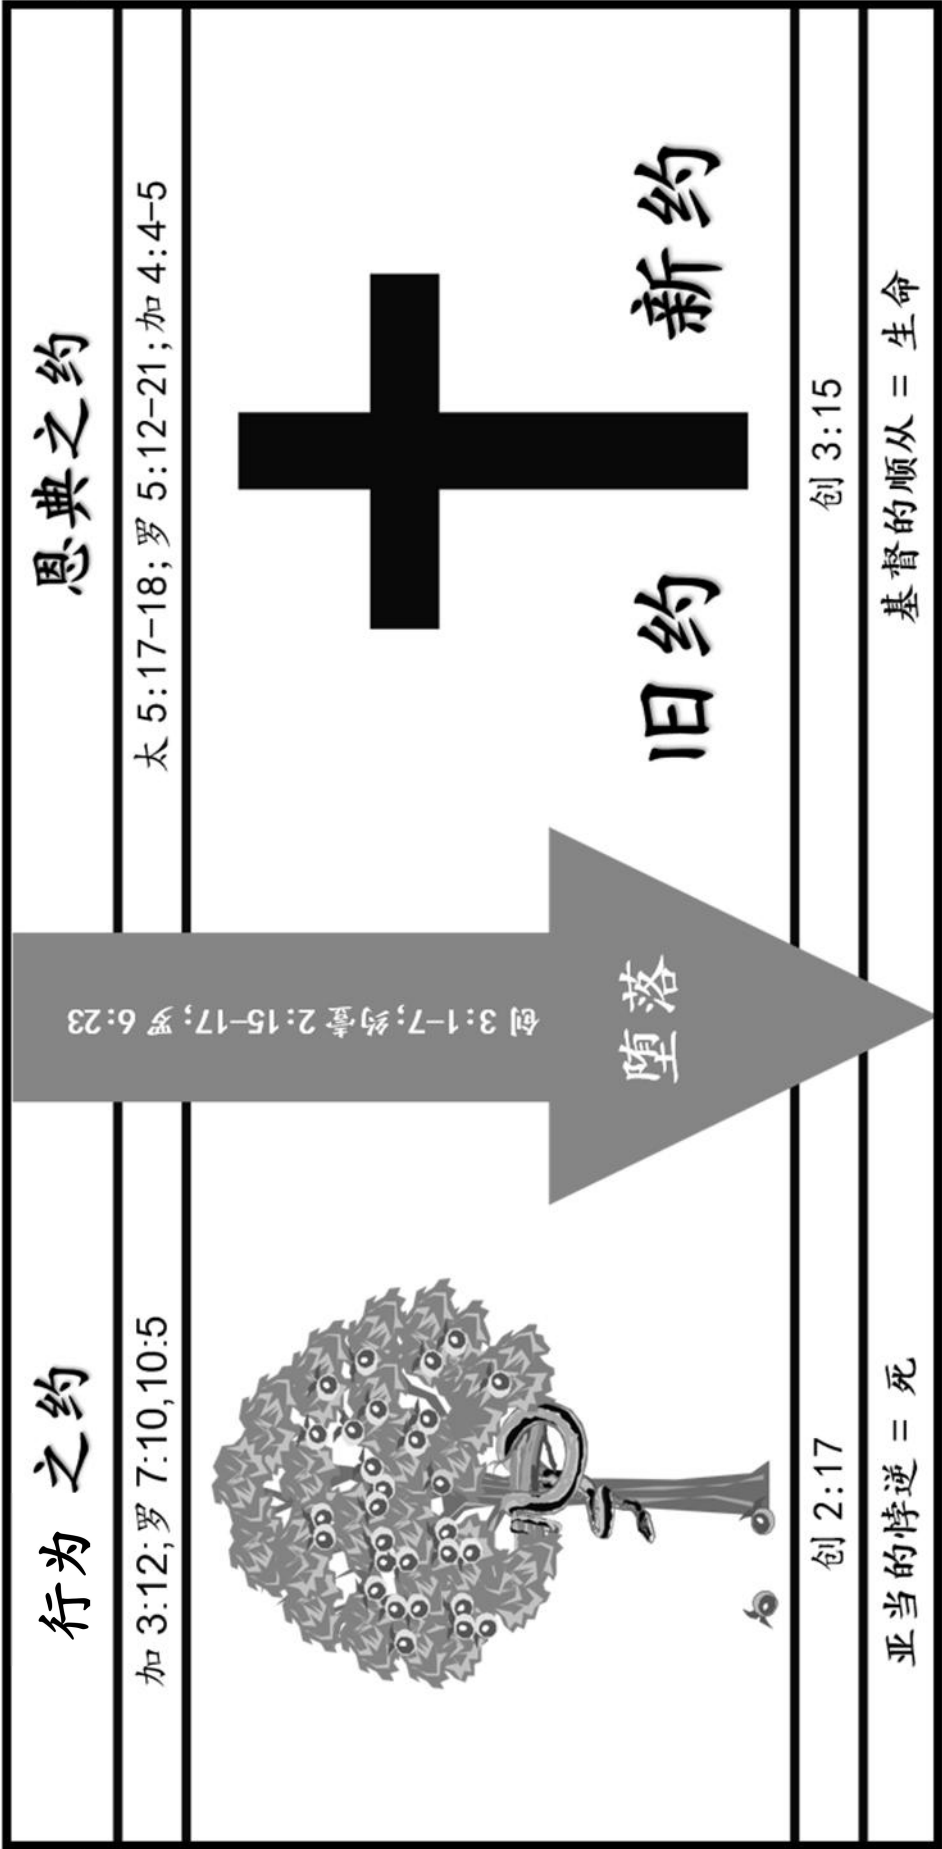 行为之约
恩典之约
加 3:12;罗 7:10,10:5
太 5:17-18;罗 5:12-21;加 4:4-5
创 3:1-7;约壹 2:15-17;罗 6:23
堕落
旧约
新约
创 2:17
创 3:15
亚当的悖逆 = 死
基督的顺从 = 生命